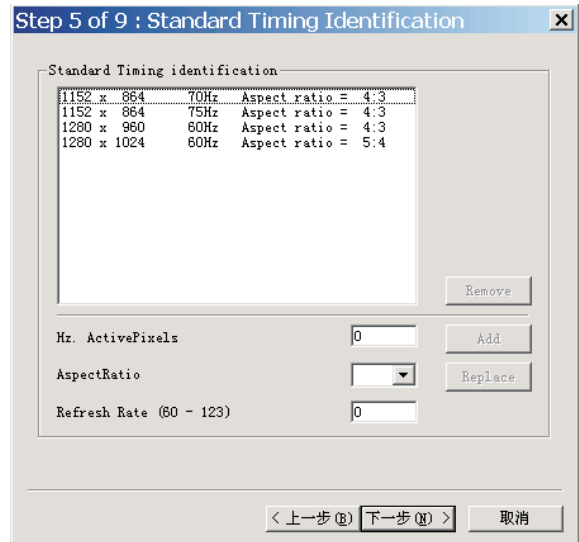 Step 5 of 9 : Standard Timing Identification
Standard Timing identification
1152 x 864 70Hz Aspect ratio = 4:3
1152 x 864 75Hz Aspect ratio = 4:3
1280 x 960 60Hz Aspect ratio = 4:3
1280 x 1024 60Hz Aspect ratio = 5:4
Remove
Hz. ActivePixels 0 Add
AspectRatio Replace
Refresh Rate (60 - 123) 0
< 上一步(B) 下一步(N) > 取消